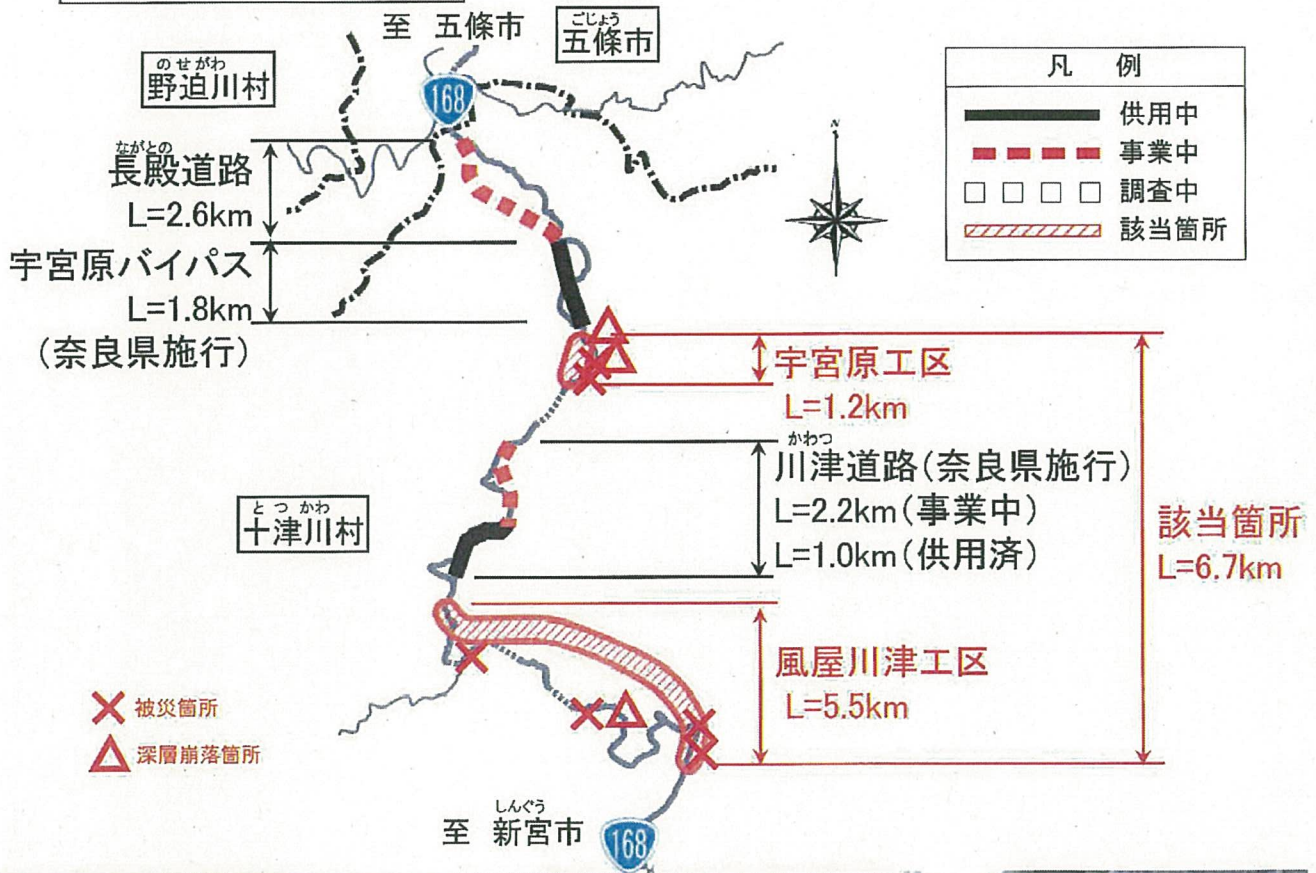 至 五條市
ごじょう
五條市
のせがわ
野迫川村
168
凡 例
供用中
事業中
調査中
該当箇所
ながとの
長殿道路
L=2.6km
宇宮原バイパス
L=1.8km
(奈良県施行)
宇宮原工区
L=1.2km
かわつ
川津道路(奈良県施行)
L=2.2km(事業中)
L=1.0km(供用済)
該当箇所
L=6.7km
とつかわ
十津川村
風屋川津工区
L=5.5km
被災箇所
深層崩落箇所
しんぐう
至 新宮市
168